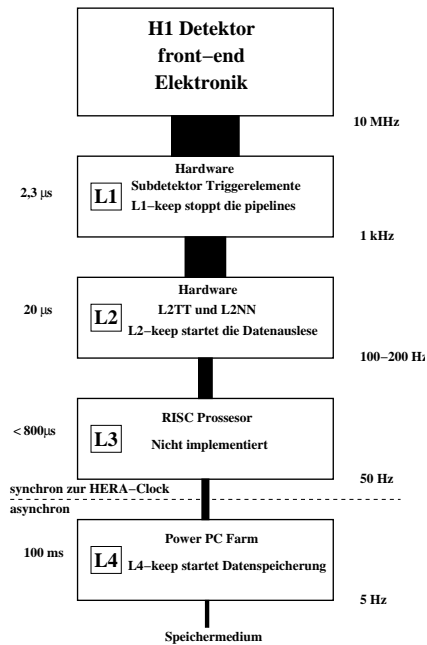 H1 Detektor
front−end
Elektronik
10 MHz
Hardware
Subdetektor Triggerelemente
2,3 μs
L1
L1−keep stoppt die pipelines
1 kHz
Hardware
L2TT und L2NN
20 μs
L2
L2−keep startet die Datenauslese
100−200 Hz
RISC Prossesor
< 800μs
L3
Nicht implementiert
50 Hz
synchron zur HERA−Clock
asynchron
Power PC Farm
100 ms
L4
L4−keep startet Datenspeicherung
5 Hz
Speichermedium